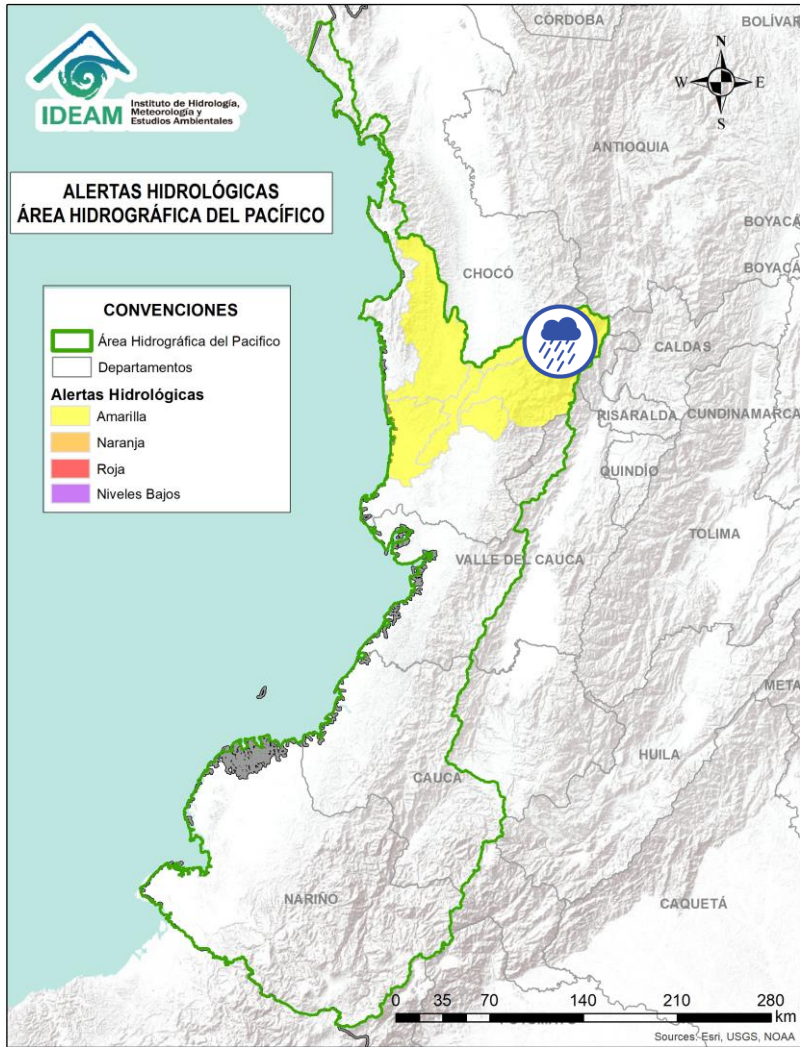 CÓRDOBA
BOLÍVAR
N
W
E
S
IDEAM
Instituto de Hidrología,
Meteorología y
Estudios Ambientales
ANTIOQUIA
ALERTAS HIDROLÓGICAS
ÁREA HIDROGRÁFICA DEL PACÍFICO
BOYACÁ
BOYACÁ
CHOCÓ
CONVENCIONES
Área Hidrográfica del Pacifico
Departamentos
Alertas Hidrológicas
Amarilla
Naranja
Roja
Niveles Bajos
CALDAS
RISARALDA
CUNDINAMARCA
QUINDÍO
TOLIMA
VALLE DEL CAUCA
META
HUILA
CAUCA
NARIÑO
CAQUETÁ
0 35 70 140 210 280
km
Sources: Esri, USGS, NOAA